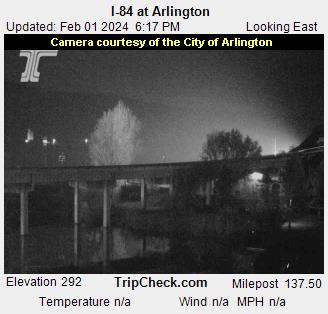 I-84 at Arlington
Updated: Feb 01 2024 6:17 PM Looking East
Camera courtesy of the City of Arlington
Elevation 292 TripCheck.com Milepost 137.50
Temperature n/a Wind n/a MPH n/a